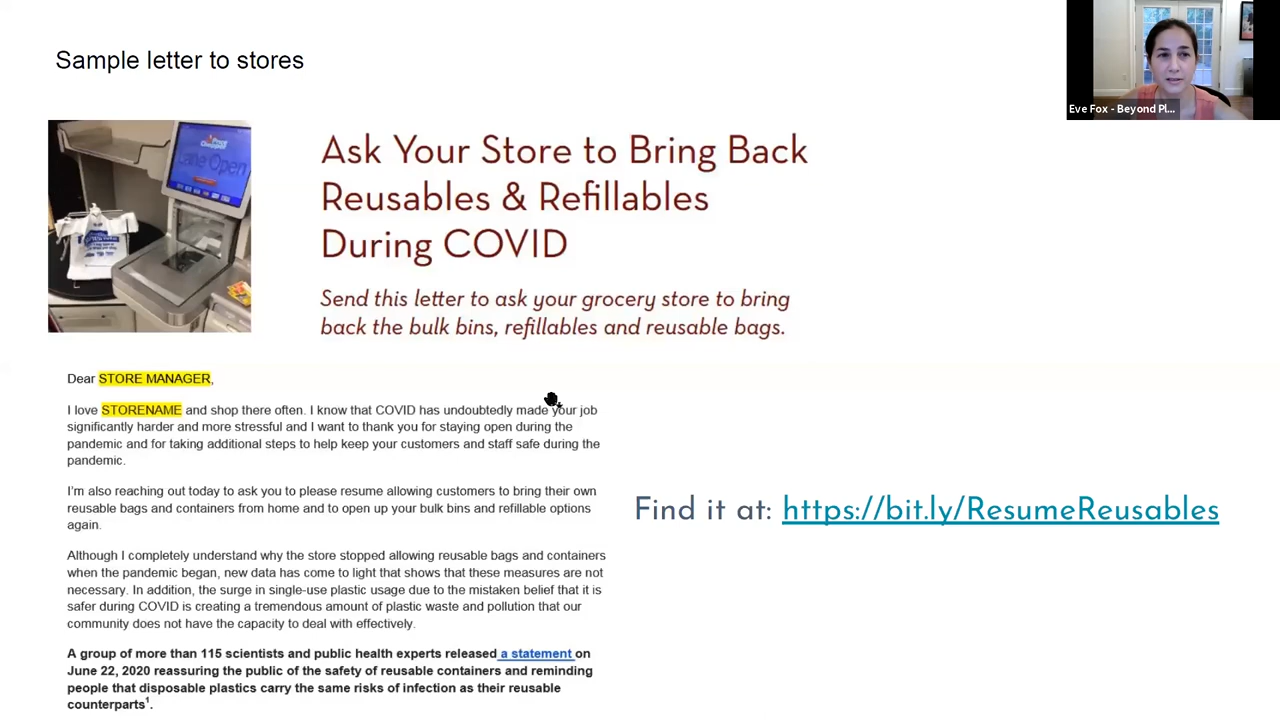 Sample letter to stores
Eve Fox - Beyond Pl...
Lane Open
Ask Your Store to Bring Back
Reusables & Refillables
During COVID
Send this letter to ask your grocery store to bring
back the bulk bins, refillables and reusable bags.
Dear STORE MANAGER,
I love STORENAME and shop there often. I know that COVID has undoubtedly made your job
significantly harder and more stressful and I want to thank you for staying open during the
pandemic and for taking additional steps to help keep your customers and staff safe during the
pandemic.
I'm also reaching out today to ask you to please resume allowing customers to bring their own
reusable bags and containers from home and to open up your bulk bins and refillable options
again.
Although I completely understand why the store stopped allowing reusable bags and containers
when the pandemic began, new data has come to light that shows that these measures are not
necessary. In addition, the surge in single-use plastic usage due to the mistaken belief that it is
safer during COVID is creating a tremendous amount of plastic waste and pollution that our
community does not have the capacity to deal with effectively.
A group of more than 115 scientists and public health experts released a statement on
June 22, 2020 reassuring the public of the safety of reusable containers and reminding
people that disposable plastics carry the same risks of infection as their reusable
counterparts¹.
Find it at: https://bit.ly/ResumeReusables